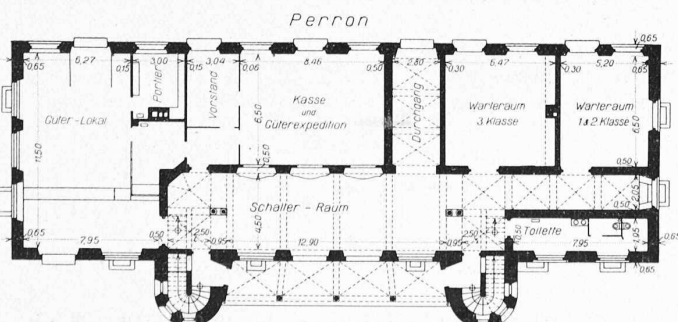 Perron
0,65
6,27
3,00
3,04
8,46
2,80
6,47
5,20
0,65
0,15
0,15
0,06
0,50
0,30
0,30
0,65
Portier
Vorstand
Güter-Lokal
Kasse
und
Güterexpedition
Durchgang
Warteraum
3. Klasse
Warteraum
1 & 2 Klasse
11,50
6,50
0,50
6,50
0,50
4,50
Schalter-Raum
2,05
0,50
Toilette
0,65
7,95
0,50
2,50
0,95
12,90
0,95
2,50
0,50
7,95
1,95
0,65
0,65